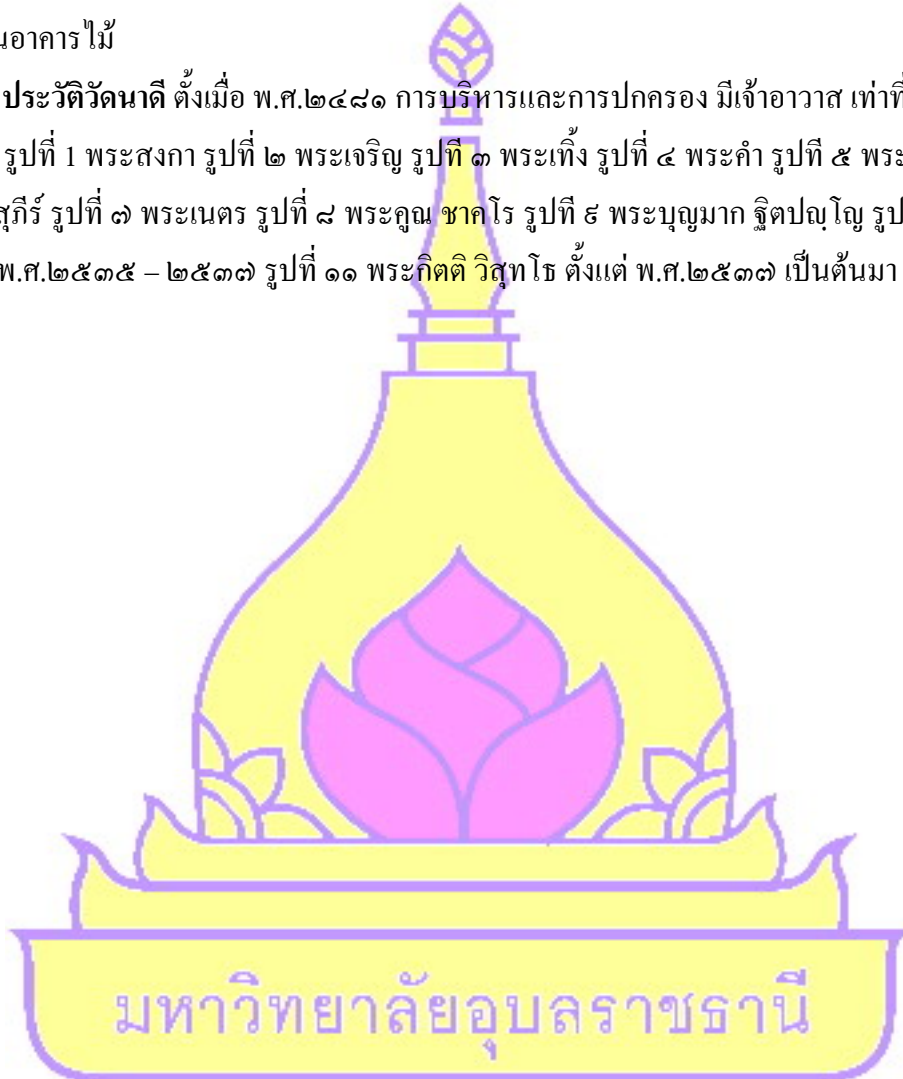 นอาคารไม้
ประวัติวัดนาดี ตั้งเมื่อ พ.ศ.๒๔๘๑ การบริหารและการปกครอง มีเจ้าอาวาส เท่าที่
รูปที่ 1 พระสงกา รูปที่ ๒ พระเจริญ รูปที ๓ พระเทิ้ง รูปที่ ๔ พระคำ รูปที ๕ พระ
สุภีร์ รูปที่ ๗ พระเนตร รูปที่ ๘ พระคูณ ชาคโร รูปที ๕ พระบุญมาก ฐิตปญฺโญ รูป
พ.ศ.๒๕๓๕ – ๒๕๓๗ รูปที่ ๑๑ พระกิตติ วิสุทโธ ตั้งแต่ พ.ศ.๒๕๓๗ เป็นต้นมา
มหาวิทยาลัยอุบลราชธานี